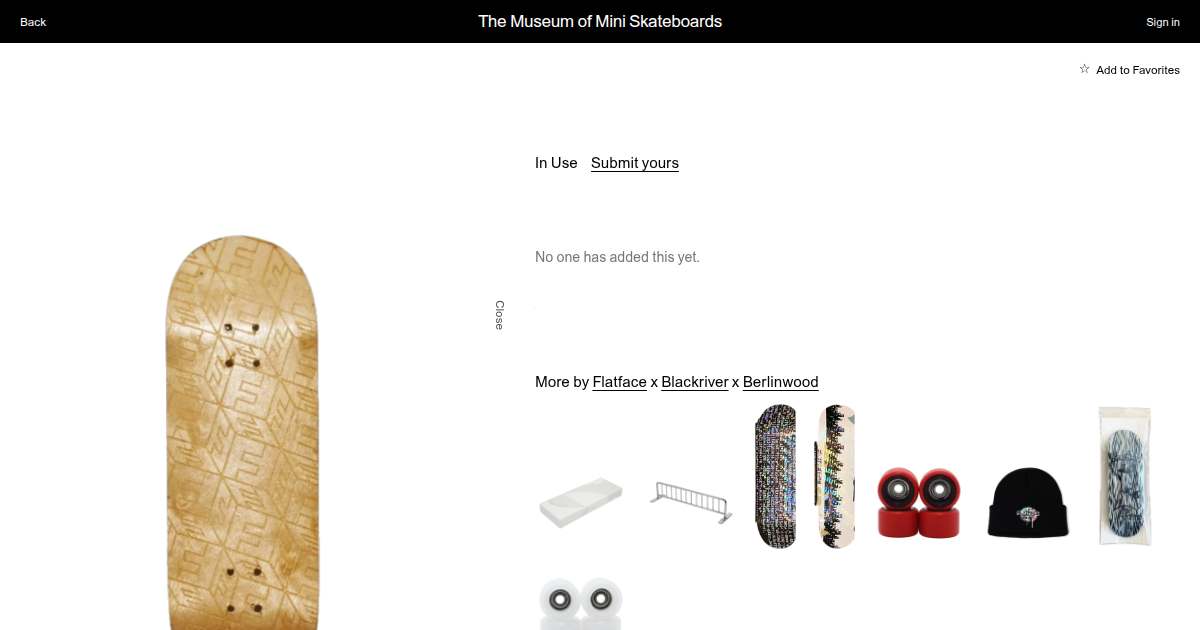 Back
The Museum of Mini Skateboards
Sign in
☆ Add to Favorites
In Use Submit yours
No one has added this yet.
Close
More by Flatface x Blackriver x Berlinwood